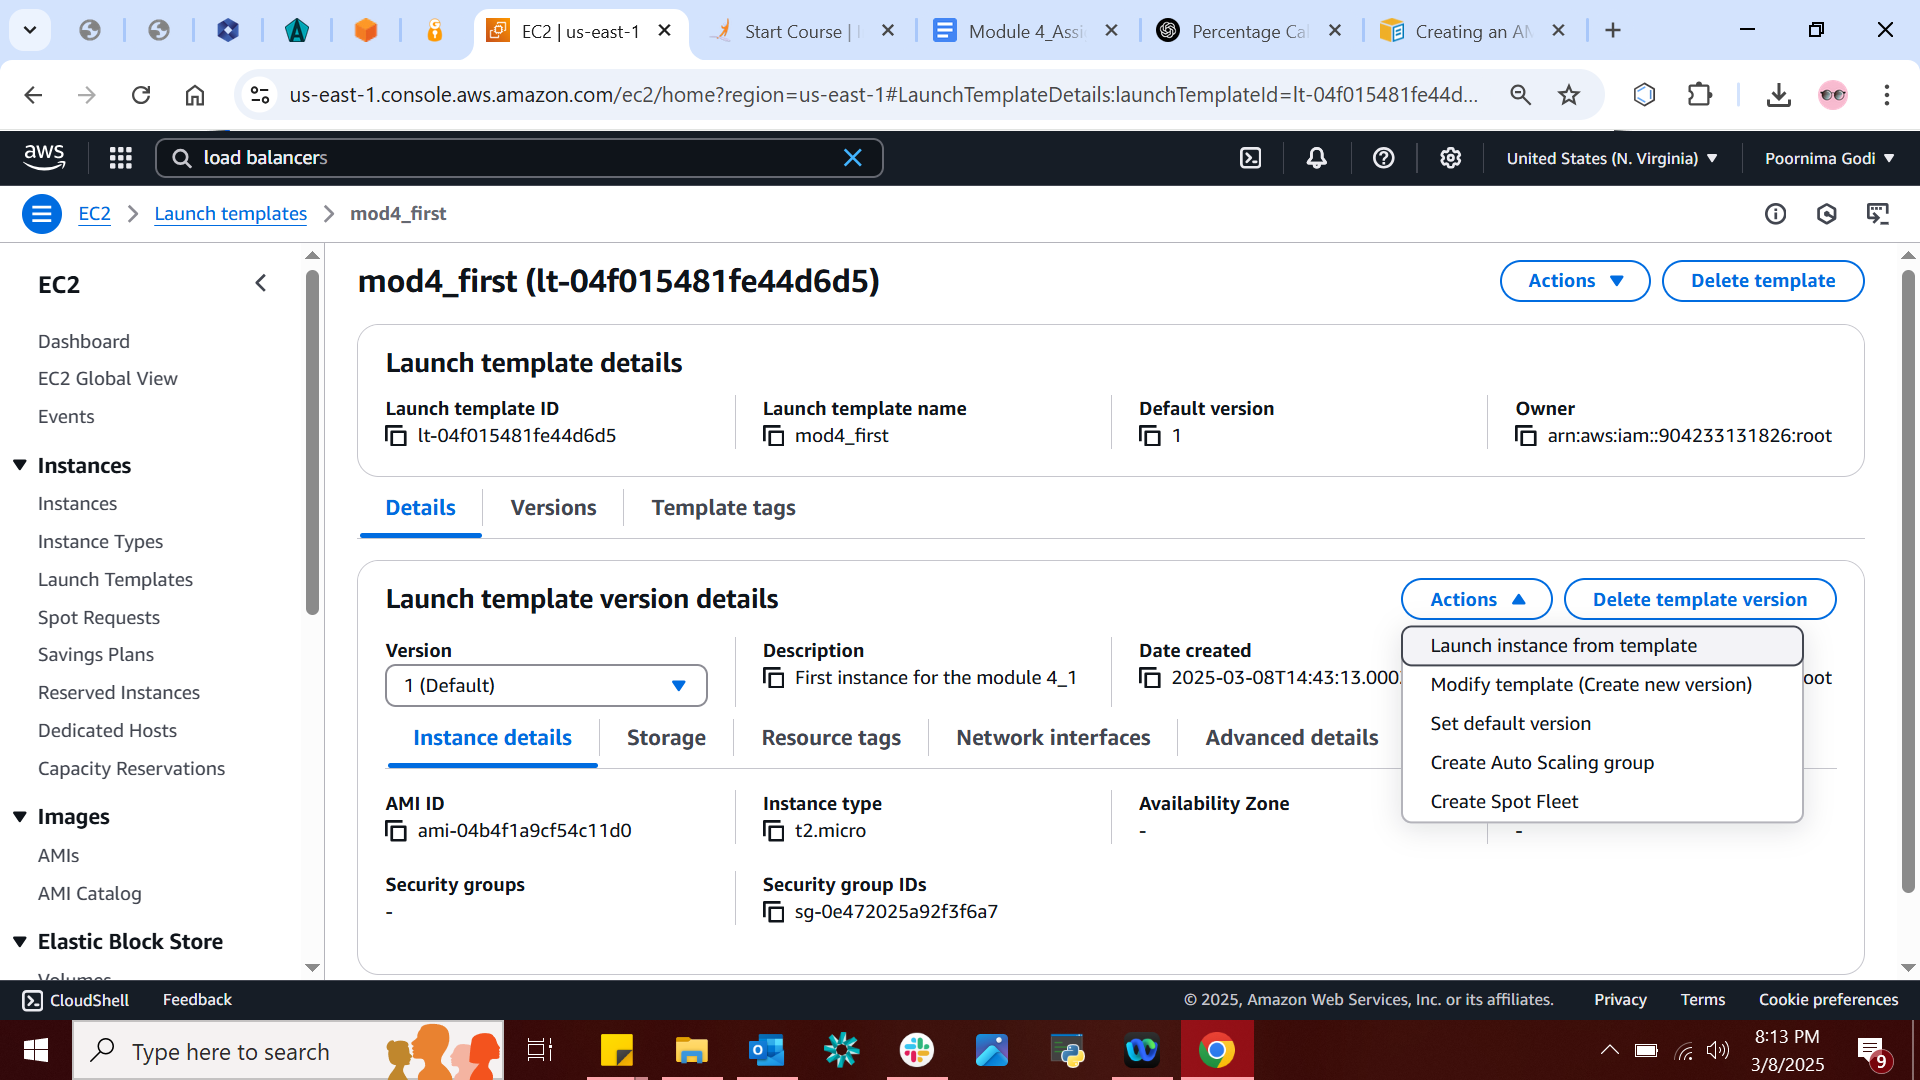 EC2 | us-east-1
Start Course |
Module 4_Assi
Percentage Cal
Creating an AM
us-east-1.console.aws.amazon.com/ec2/home?region=us-east-1#LaunchTemplateDetails:launchTemplateId=lt-04f015481fe44d...
aws
load balancers
United States (N. Virginia)
Poornima Godi
EC2 > Launch templates > mod4_first
EC2
Dashboard
EC2 Global View
Events
Instances
Instances
Instance Types
Launch Templates
Spot Requests
Savings Plans
Reserved Instances
Dedicated Hosts
Capacity Reservations
Images
AMIs
AMI Catalog
Elastic Block Store
Volumes
mod4_first (lt-04f015481fe44d6d5)
Actions
Delete template
Launch template details
Launch template ID
lt-04f015481fe44d6d5
Launch template name
mod4_first
Default version
1
Owner
arn:aws:iam::904233131826:root
Details
Versions
Template tags
Launch template version details
Actions
Delete template version
Launch instance from template
Modify template (Create new version)
Set default version
Create Auto Scaling group
Create Spot Fleet
Version
1 (Default)
Description
First instance for the module 4_1
Date created
2025-03-08T14:43:13.000
oot
Instance details
Storage
Resource tags
Network interfaces
Advanced details
AMI ID
ami-04b4f1a9cf54c11d0
Instance type
t2.micro
Availability Zone
-
-
Security groups
-
Security group IDs
sg-0e472025a92f3f6a7
CloudShell
Feedback
© 2025, Amazon Web Services, Inc. or its affiliates.
Privacy
Terms
Cookie preferences
Type here to search
8:13 PM
3/8/2025
9